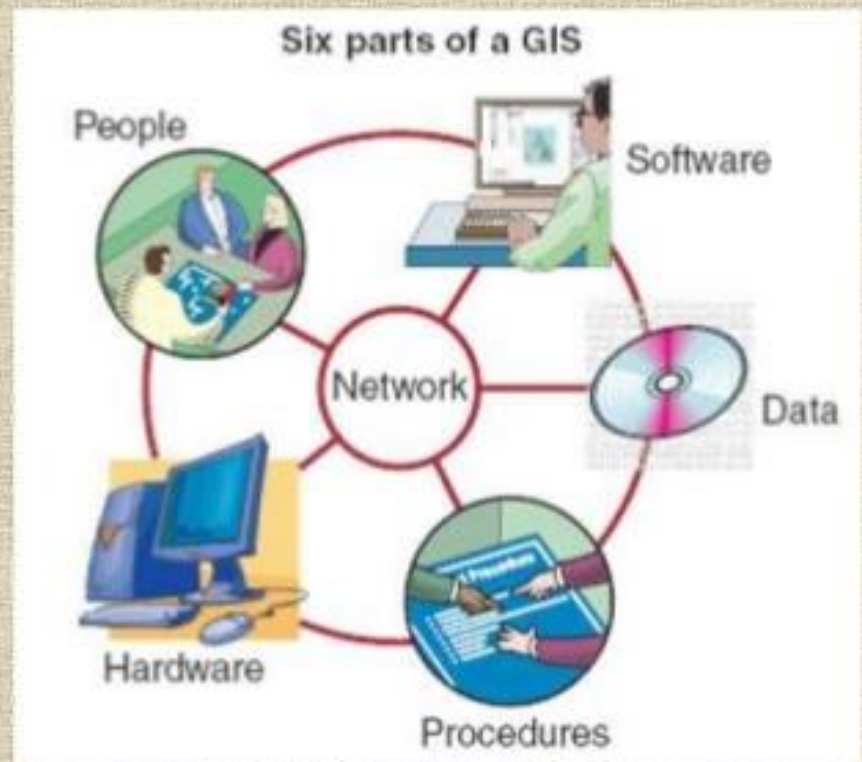 Six parts of a GIS
People
Software
Network
Data
Hardware
Procedures